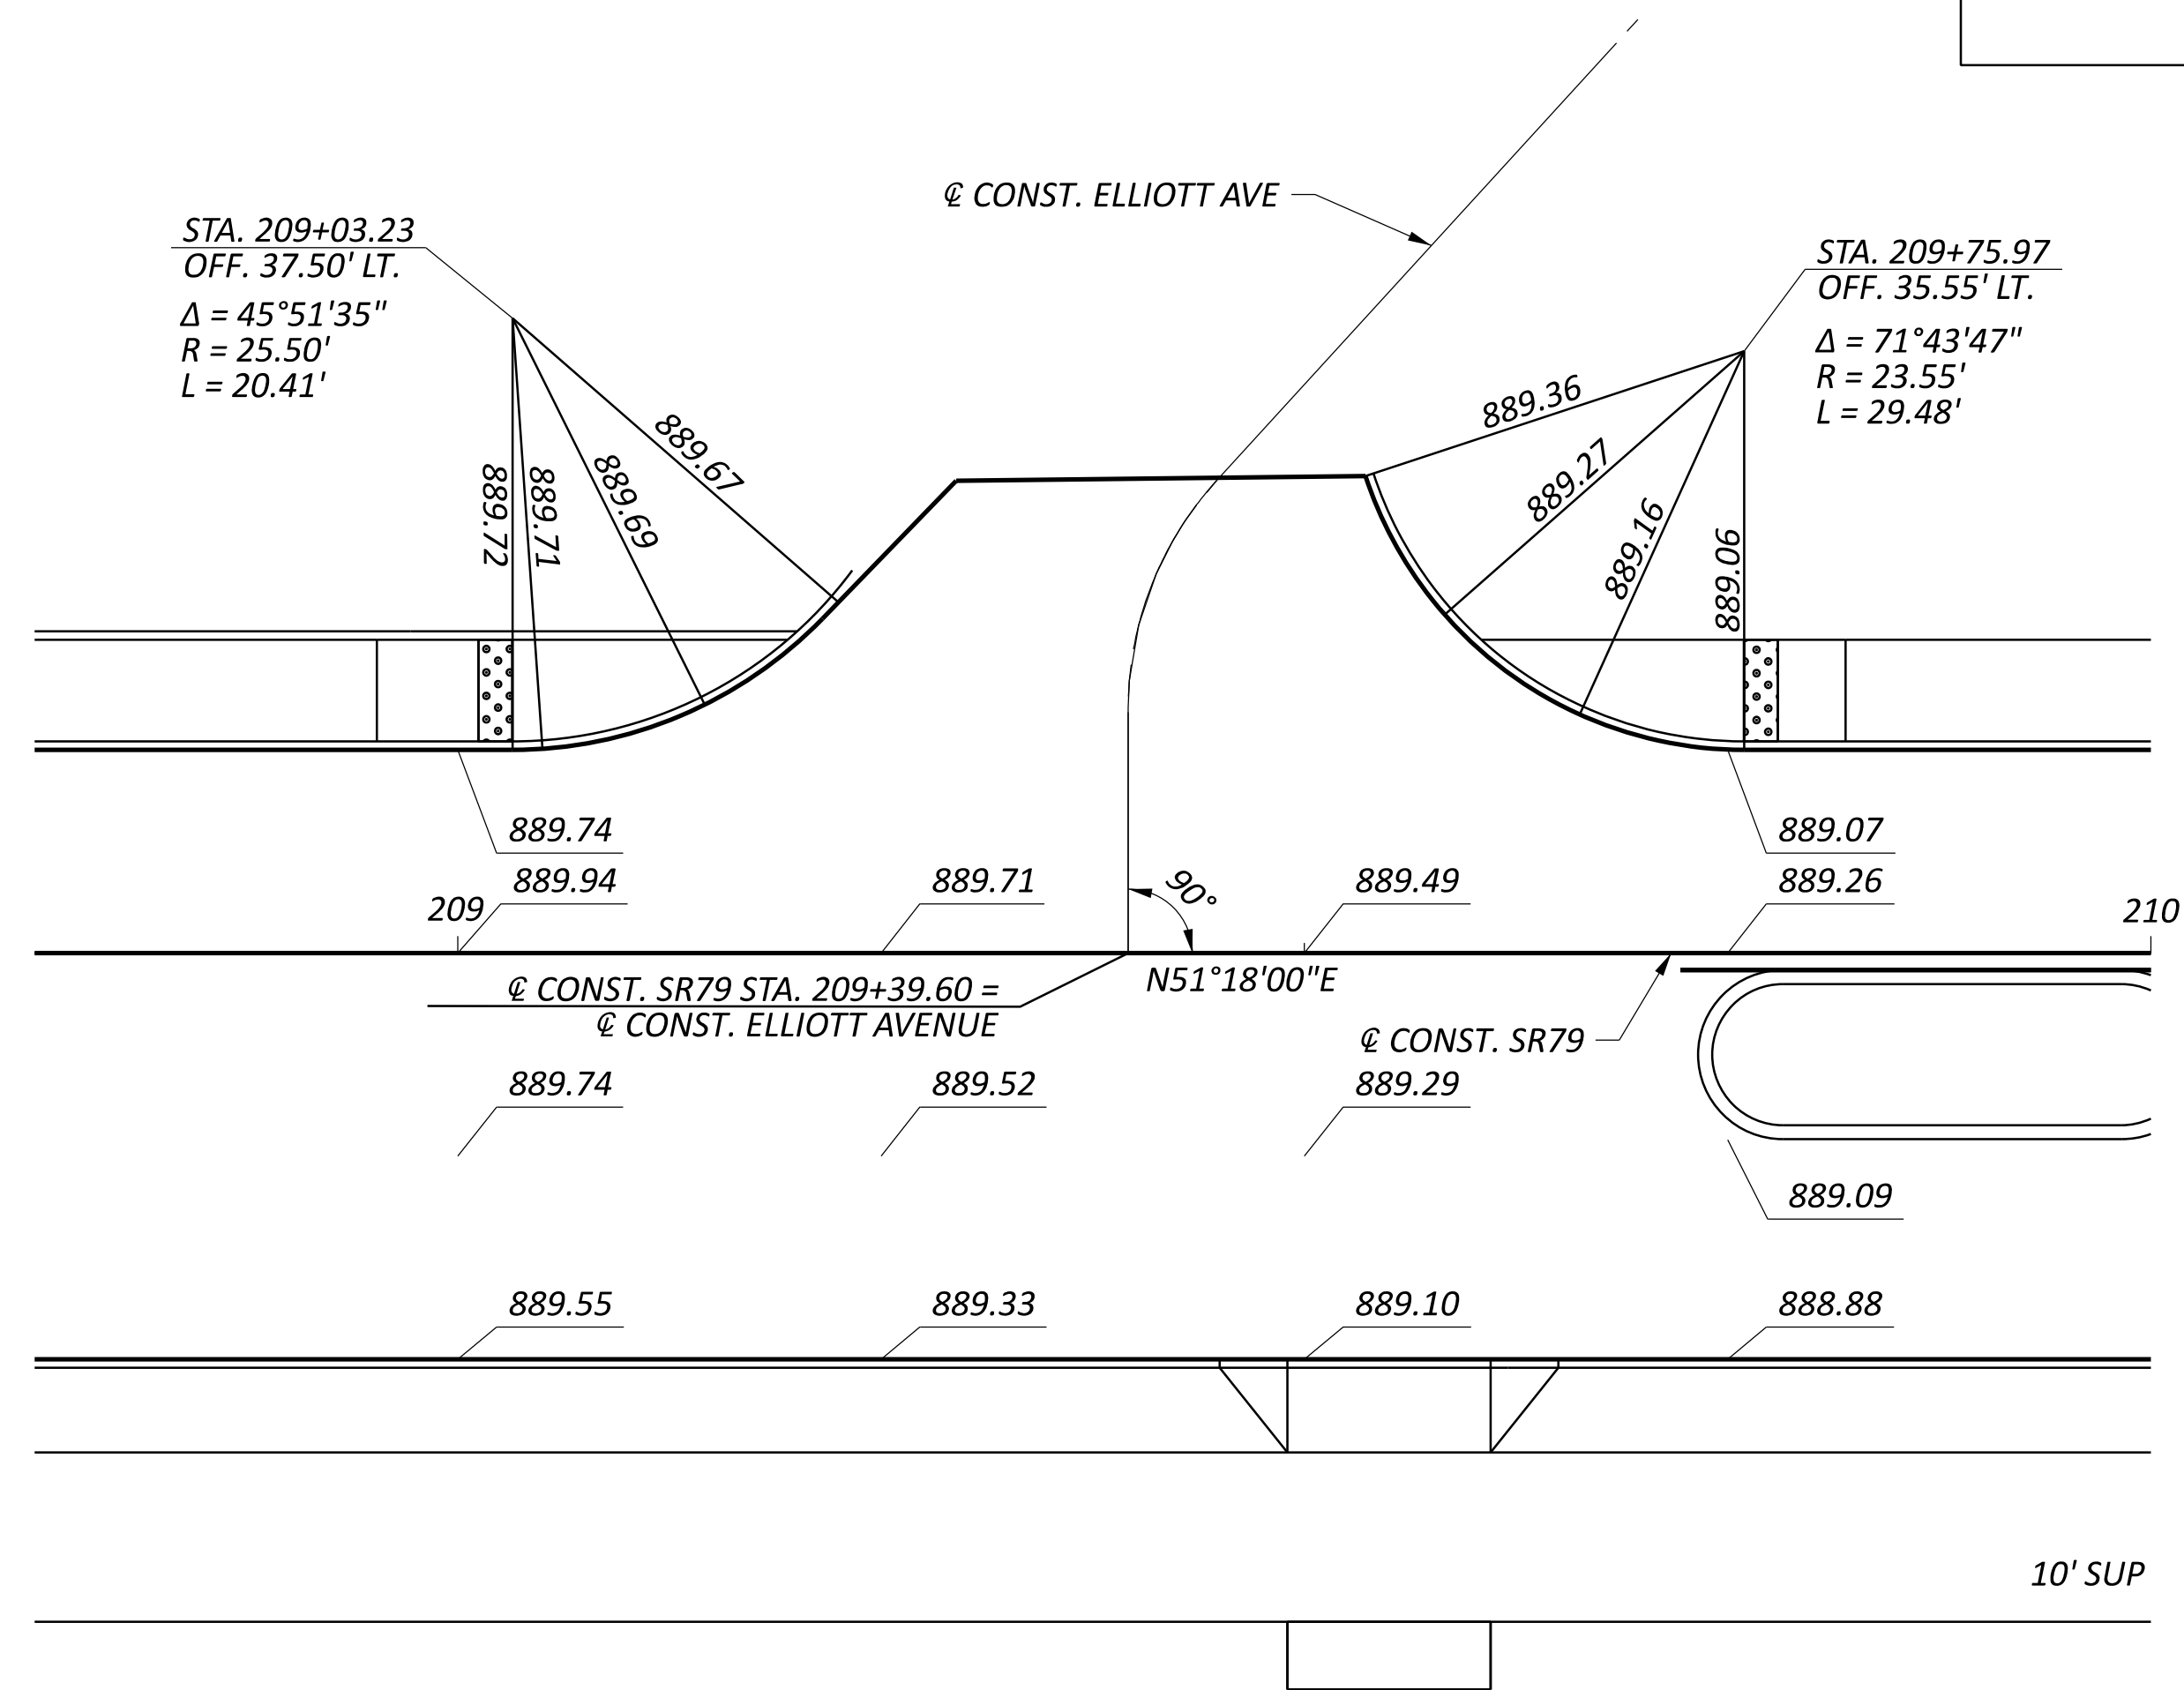 ℄ CONST. ELLIOTT AVE
STA. 209+03.23
OFF. 37.50' LT.
Δ = 45°51'35"
R = 25.50'
L = 20.41'
STA. 209+75.97
OFF. 35.55' LT.
Δ = 71°43'47"
R = 23.55'
L = 29.48'
889.72
889.71
889.69
889.67
889.36
889.27
889.16
889.06
889.74
889.07
209
889.94
889.71
90°
889.49
889.26
210
℄ CONST. SR79 STA. 209+39.60 =
℄ CONST. ELLIOTT AVENUE
N51°18'00"E
℄ CONST. SR79
889.74
889.52
889.29
889.09
889.55
889.33
889.10
888.88
10' SUP